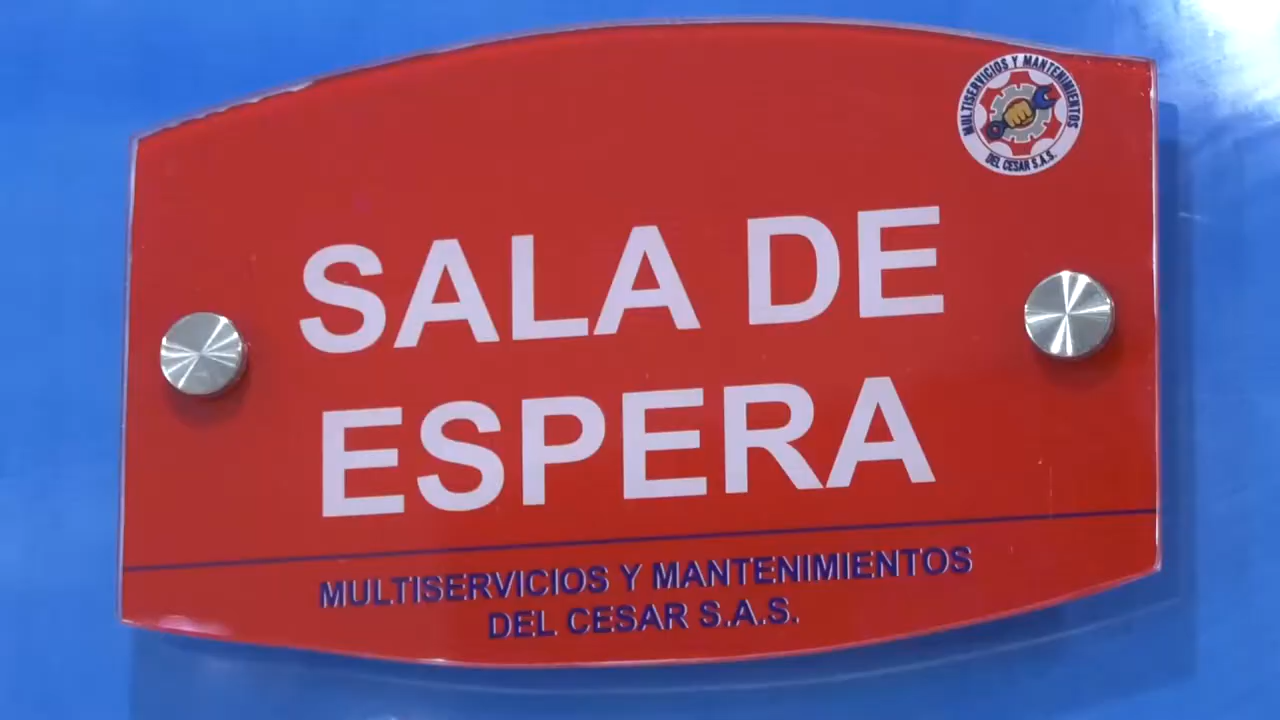 MULTISERVICIOS Y MANTENIMIENTOS
DEL CESAR S.A.S.
SALA DE
ESPERA
MULTISERVICIOS Y MANTENIMIENTOS
DEL CESAR S.A.S.